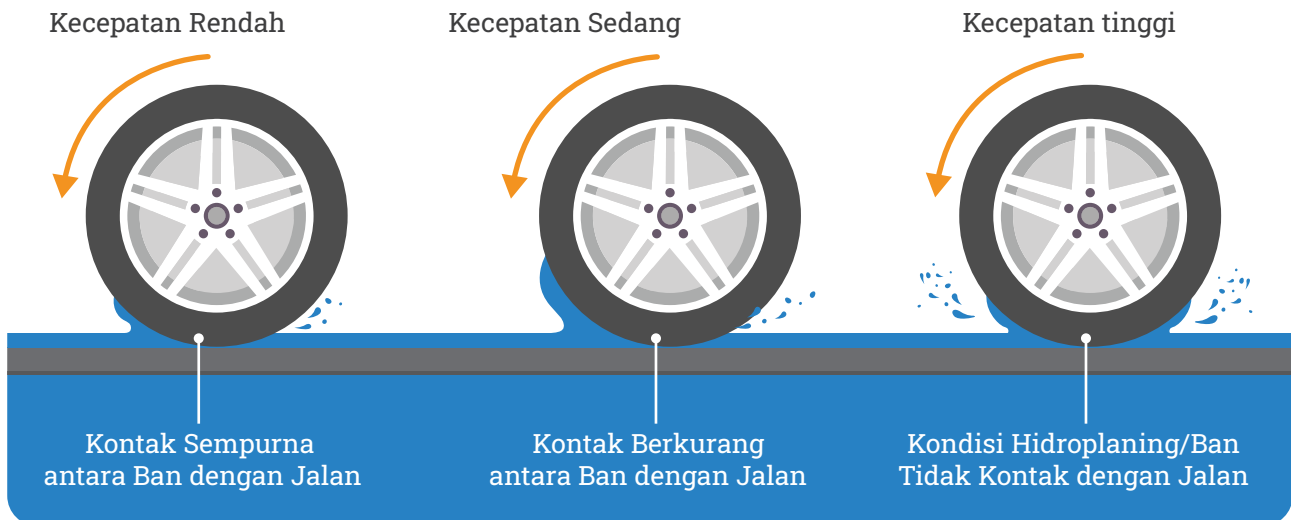 Kecepatan Rendah
Kecepatan Sedang
Kecepatan tinggi
Kontak Sempurna
antara Ban dengan Jalan
Kontak Berkurang
antara Ban dengan Jalan
Kondisi Hidroplaning/Ban
Tidak Kontak dengan Jalan